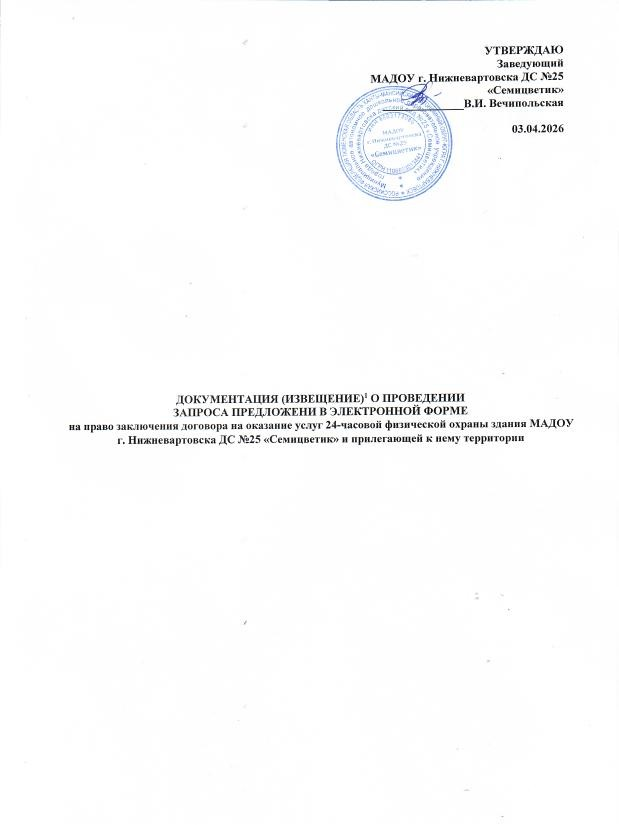 УТВЕРЖДАЮ
Заведующий
МАДОУ г. Нижневартовска ДС №25
«Семицветик»
В.И. Вечипольская
03.04.2026
МАДОУ
г.Нижневартовска
ДС №25
«Семицветик»
ДОКУМЕНТАЦИЯ (ИЗВЕЩЕНИЕ)¹ О ПРОВЕДЕНИИ
ЗАПРОСА ПРЕДЛОЖЕНИ В ЭЛЕКТРОННОЙ ФОРМЕ
на право заключения договора на оказание услуг 24-часовой физической охраны здания МАДОУ
г. Нижневартовска ДС №25 «Семицветик» и прилегающей к нему территории